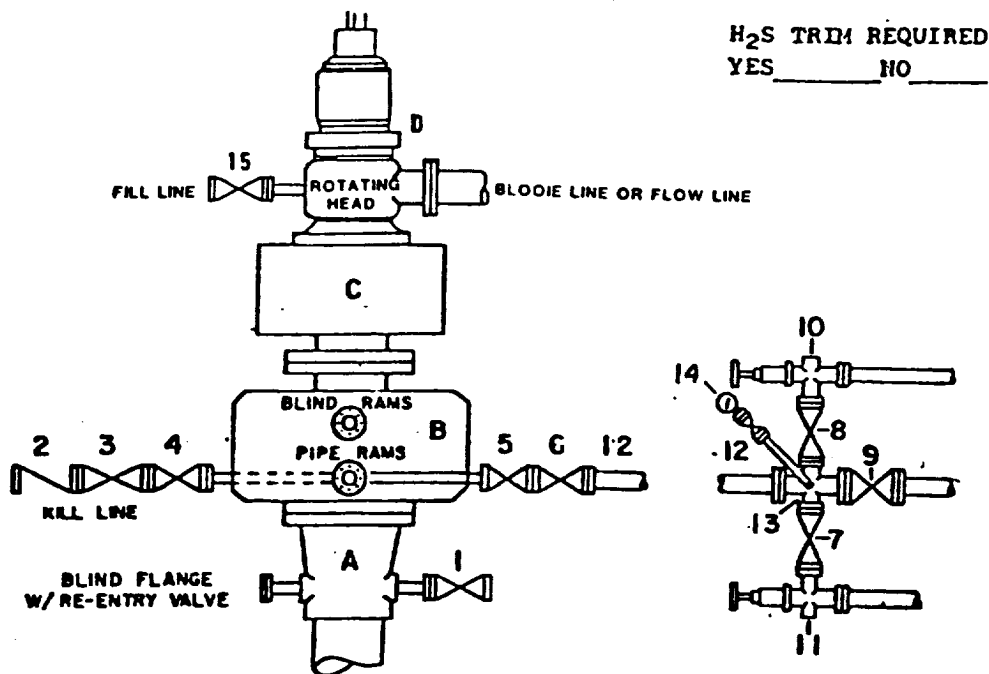 H₂S TRIM REQUIRED
YES______NO______
D
15
FILL LINE
ROTATING
HEAD
BLOOIE LINE OR FLOW LINE
C
10
14
BLIND RAMS
B
8
2 3 4
PIPE RAMS
5 6 12
12
9
KILL LINE
13
7
A
1
BLIND FLANGE
W/RE-ENTRY VALVE
11